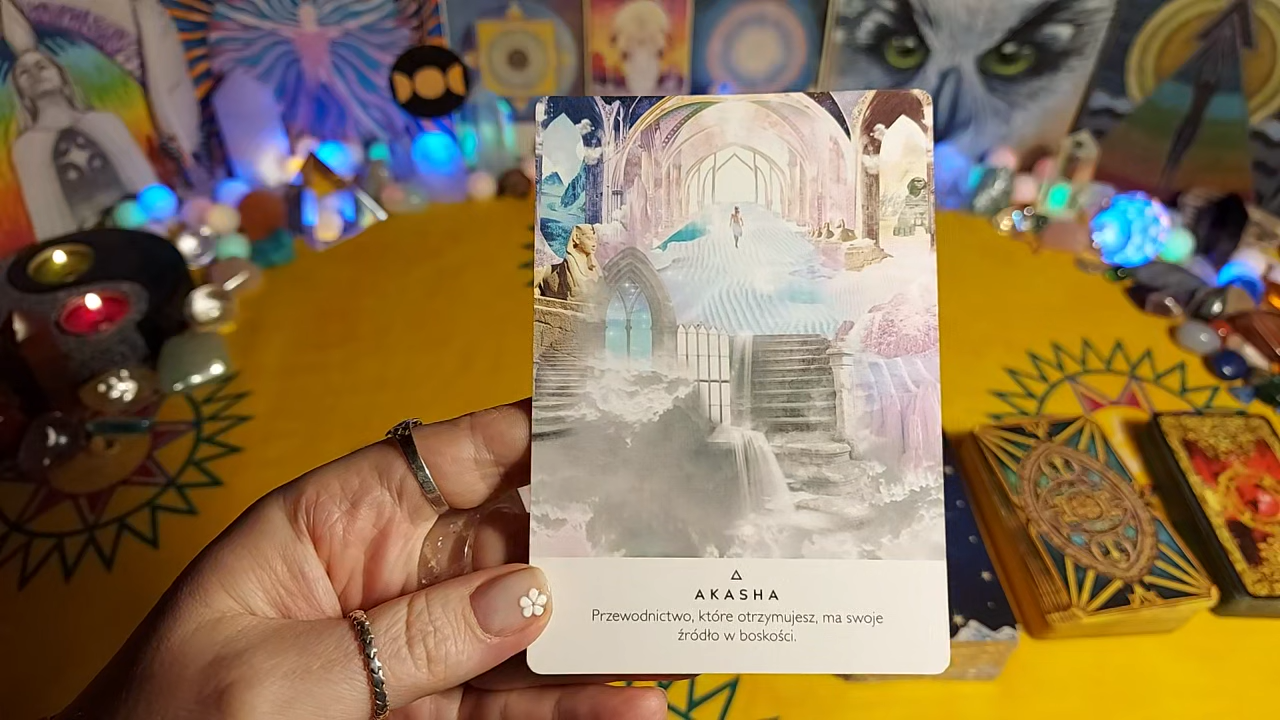 AKASHA
Przewodnictwo, które otrzymujesz, ma swoje
źródło w boskości.